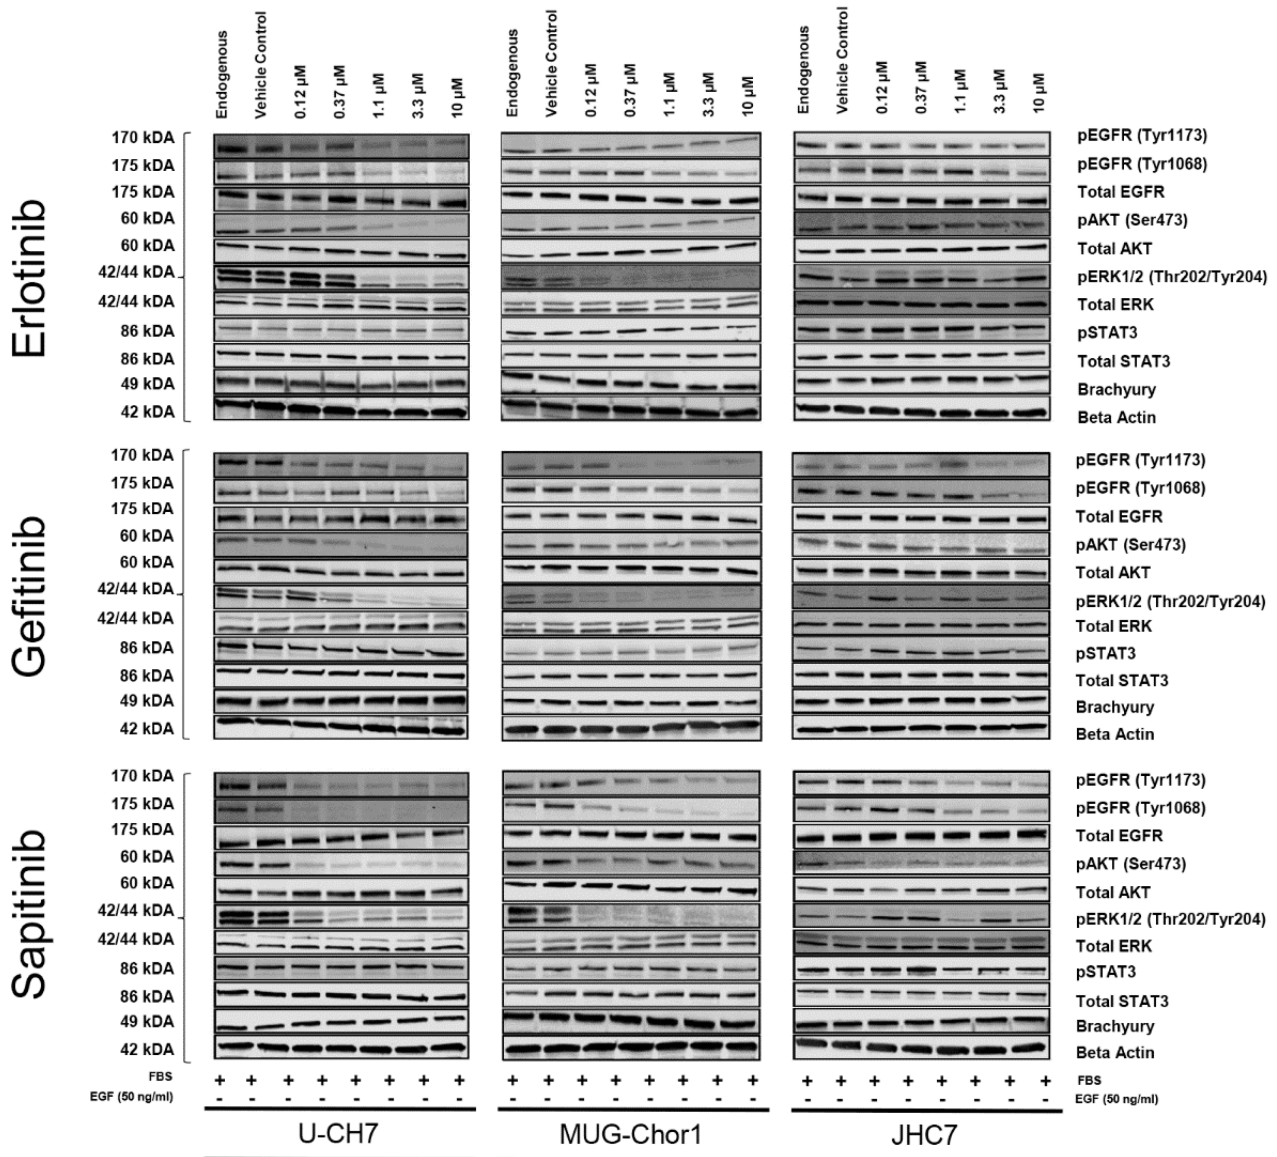 Endogenous Vehicle Control 0.12 µM 0.37 µM 1.1 µM 3.3 µM 10 µM
Endogenous Vehicle Control 0.12 µM 0.37 µM 1.1 µM 3.3 µM 10 µM
Endogenous Vehicle Control 0.12 µM 0.37 µM 1.1 µM 3.3 µM 10 µM
Erlotinib
170 kDA pEGFR (Tyr1173)
175 kDA pEGFR (Tyr1068)
175 kDA Total EGFR
60 kDA pAKT (Ser473)
60 kDA Total AKT
42/44 kDA pERK1/2 (Thr202/Tyr204)
42/44 kDA Total ERK
86 kDA pSTAT3
86 kDA Total STAT3
49 kDA Brachyury
42 kDA Beta Actin
Gefitinib
170 kDA pEGFR (Tyr1173)
175 kDA pEGFR (Tyr1068)
175 kDA Total EGFR
60 kDA pAKT (Ser473)
60 kDA Total AKT
42/44 kDA pERK1/2 (Thr202/Tyr204)
42/44 kDA Total ERK
86 kDA pSTAT3
86 kDA Total STAT3
49 kDA Brachyury
42 kDA Beta Actin
Sapitinib
170 kDA pEGFR (Tyr1173)
175 kDA pEGFR (Tyr1068)
175 kDA Total EGFR
60 kDA pAKT (Ser473)
60 kDA Total AKT
42/44 kDA pERK1/2 (Thr202/Tyr204)
42/44 kDA Total ERK
86 kDA pSTAT3
86 kDA Total STAT3
49 kDA Brachyury
42 kDA Beta Actin
FBS + + + + + + + + + + + + + + + + + + + + + FBS
EGF (50 ng/ml) - - - - - - - - - - - - - - - - - - - - - EGF (50 ng/ml)
U-CH7 MUG-Chor1 JHC7